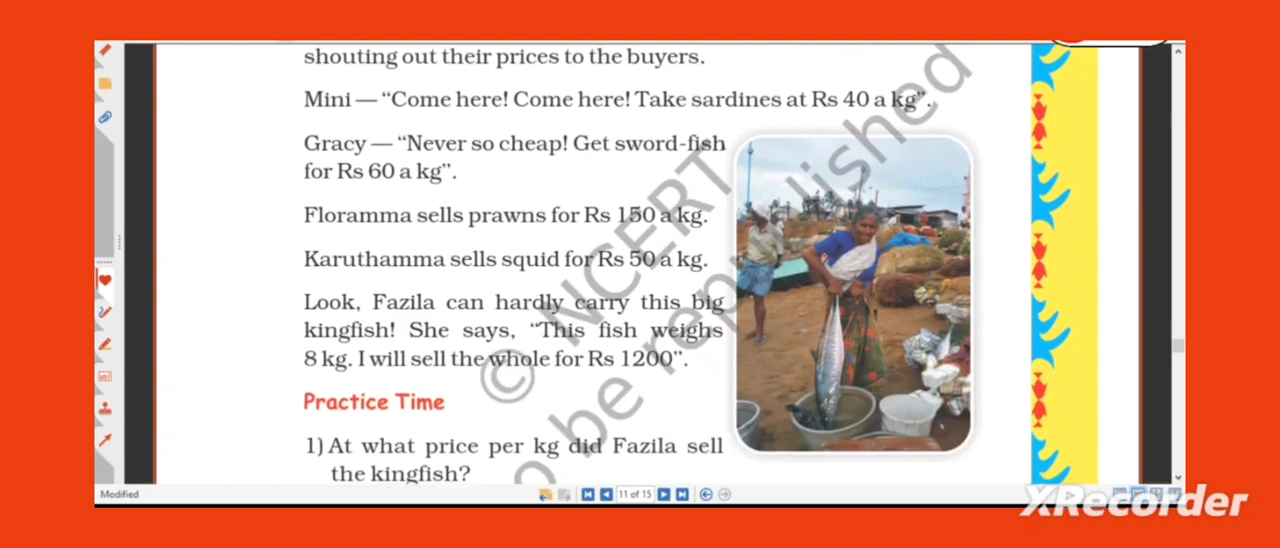 shouting out their prices to the buyers.
Mini — “Come here! Come here! Take sardines at Rs 40 a kg”.
Gracy — “Never so cheap! Get sword-fish
for Rs 60 a kg”.
Floramma sells prawns for Rs 150 a kg.
Karuthamma sells squid for Rs 50 a kg.
Look, Fazila can hardly carry this big
kingfish! She says, “This fish weighs
8 kg. I will sell the whole for Rs 1200”.
Practice Time
1) At what price per kg did Fazila sell
the kingfish?
© NCERT
o be republished
Modified
11 of 15
XRecorder